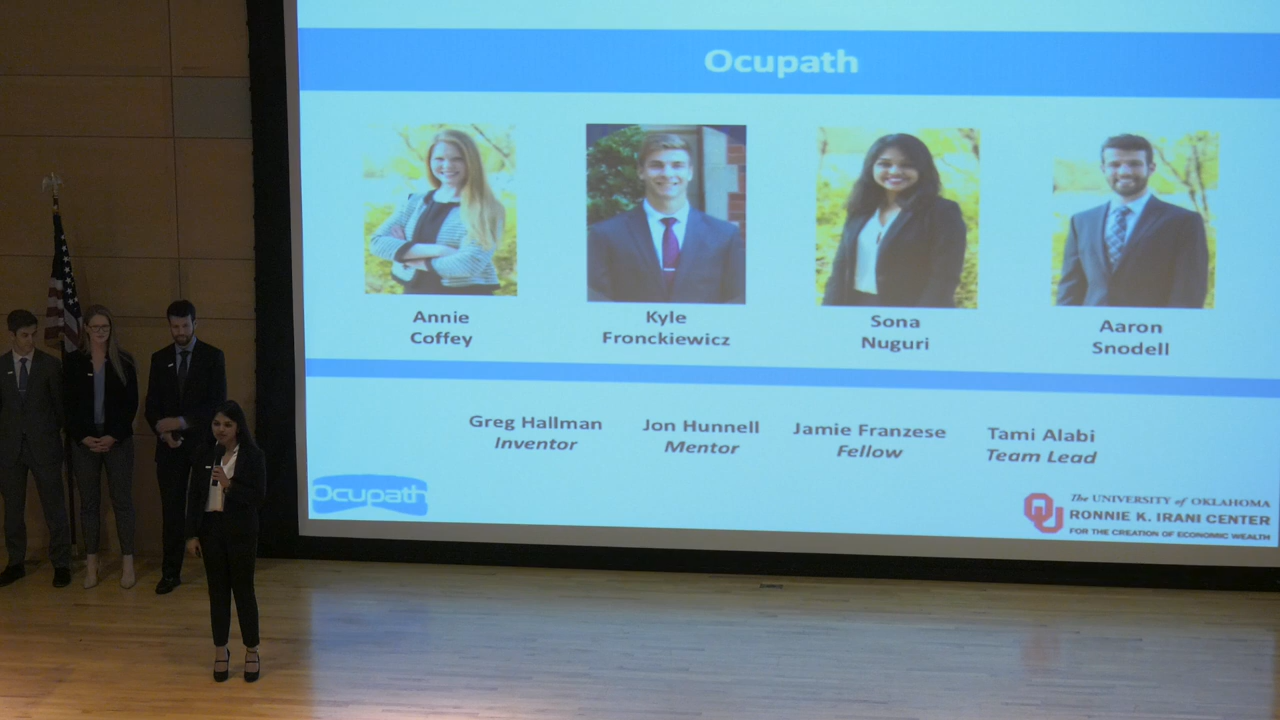 Ocupath
Annie
Coffey
Kyle
Fronckiewicz
Sona
Nuguri
Aaron
Snodell
Greg Hallman
Inventor
Jon Hunnell
Mentor
Jamie Franzese
Fellow
Tami Alabi
Team Lead
Ocupath
OU
The UNIVERSITY of OKLAHOMA
RONNIE K. IRANI CENTER
FOR THE CREATION OF ECONOMIC WEALTH